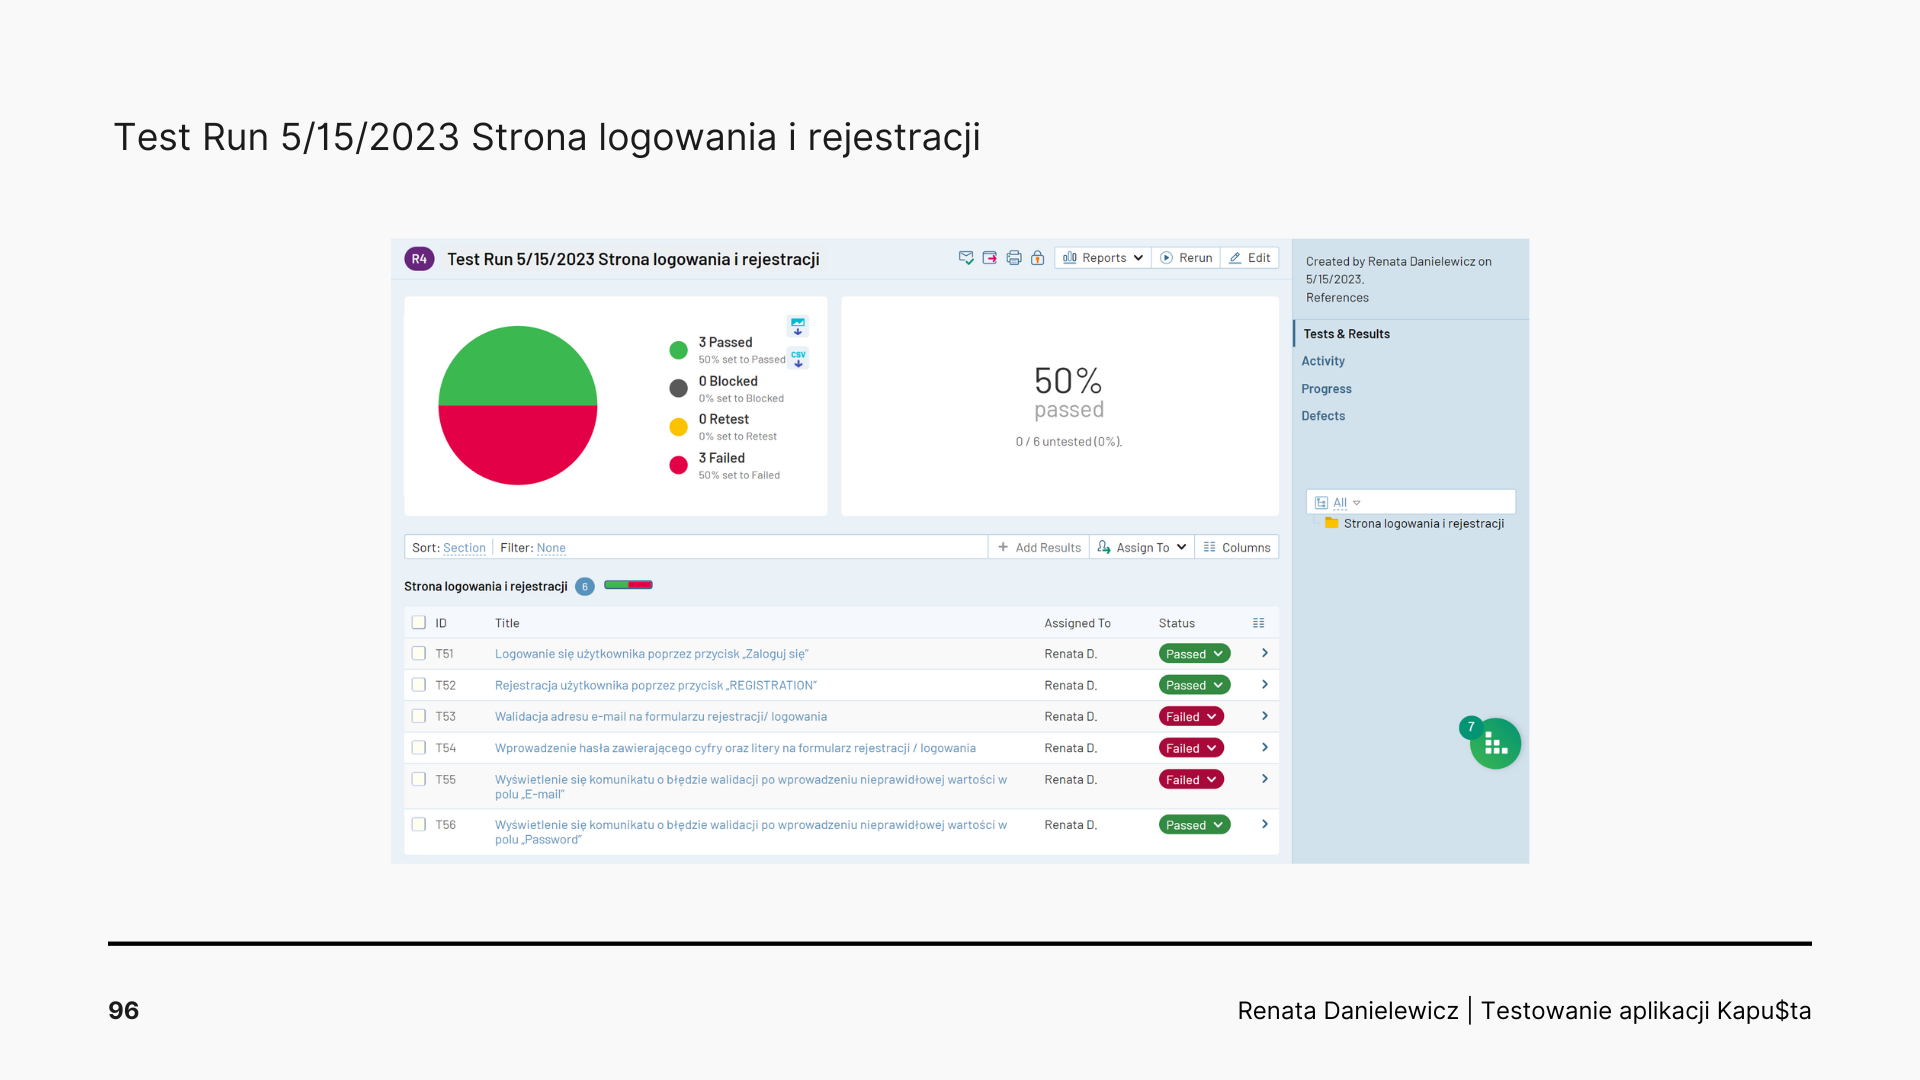 Test Run 5/15/2023 Strona logowania i rejestracji
R4
Test Run 5/15/2023 Strona logowania i rejestracji
Reports
Rerun
Edit
3 Passed
50% set to Passed
0 Blocked
0% set to Blocked
0 Retest
0% set to Retest
3 Failed
50% set to Failed
CSV
50%
passed
0 / 6 untested (0%).
Created by Renata Danielewicz on
5/15/2023.
References
Tests & Results
Activity
Progress
Defects
All
Strona logowania i rejestracji
7
Sort: Section Filter: None
+ Add Results
Assign To
Columns
Strona logowania i rejestracji 6
ID Title Assigned To Status
T51 Logowanie się użytkownika poprzez przycisk „Zaloguj się” Renata D. Passed
T52 Rejestracja użytkownika poprzez przycisk „REGISTRATION” Renata D. Passed
T53 Walidacja adresu e-mail na formularzu rejestracji/ logowania Renata D. Failed
T54 Wprowadzenie hasła zawierającego cyfry oraz litery na formularz rejestracji / logowania Renata D. Failed
T55 Wyświetlenie się komunikatu o błędzie walidacji po wprowadzeniu nieprawidłowej wartości w Renata D. Failed
polu „E-mail”
T56 Wyświetlenie się komunikatu o błędzie walidacji po wprowadzeniu nieprawidłowej wartości w Renata D. Passed
polu „Password”
96
Renata Danielewicz | Testowanie aplikacji Kapu$ta